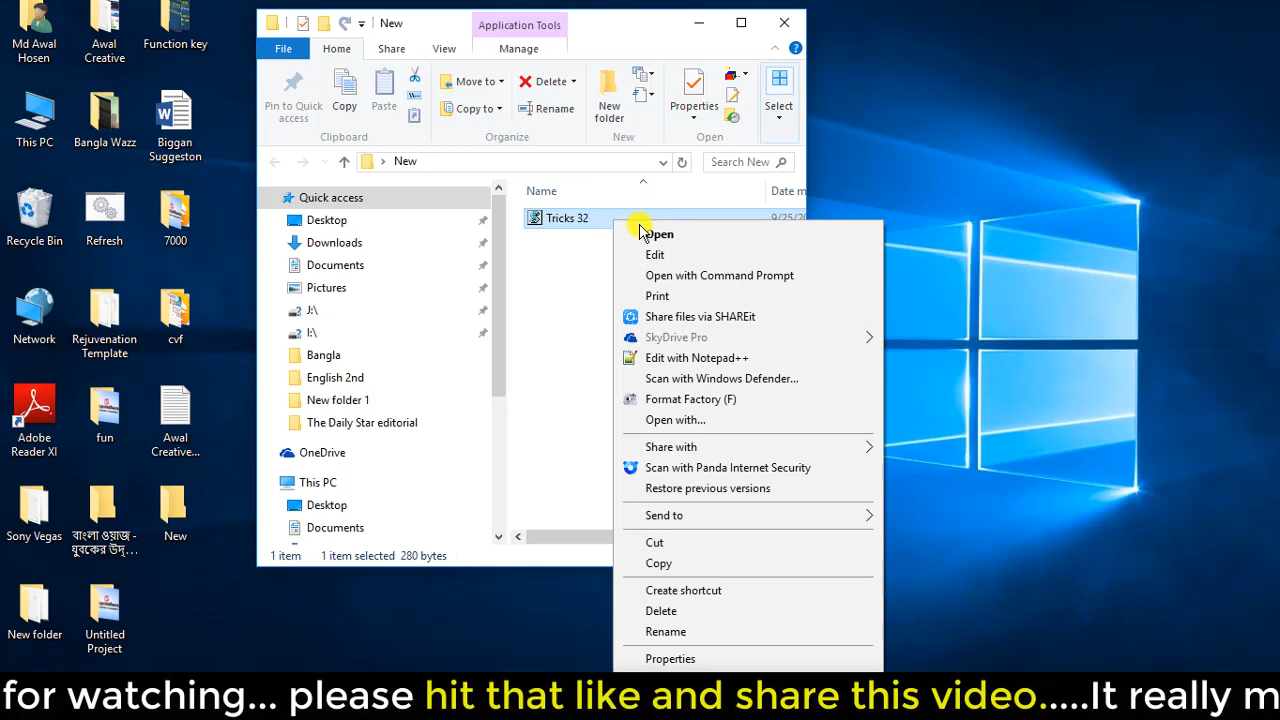 Md Awal
Hosen
Awal
Creative
Function key
This PC
Bangla Wazz
Biggan
Suggeston
Recycle Bin
Refresh
7000
Network
Rejuvenation
Template
cvf
Adobe
Reader XI
fun
Awal
Creative...
Sony Vegas
বাংলা ওয়াজ -
যুবকের উদ্...
New
New folder
Untitled
Project
New
Application Tools
File
Home
Share
View
Manage
Pin to Quick
access
Copy
Paste
Move to
Copy to
Delete
Rename
New
folder
Properties
Select
Clipboard
Organize
New
Open
New
Search New
Quick access
Desktop
Downloads
Documents
Pictures
J:\
I:\
Bangla
English 2nd
New folder 1
The Daily Star editorial
OneDrive
This PC
Desktop
Documents
Name
Date m
Tricks 32
9/25/20
1 item
1 item selected 280 bytes
Open
Edit
Open with Command Prompt
Print
Share files via SHAREit
SkyDrive Pro
Edit with Notepad++
Scan with Windows Defender...
Format Factory (F)
Open with...
Share with
Scan with Panda Internet Security
Restore previous versions
Send to
Cut
Copy
Create shortcut
Delete
Rename
Properties
for watching... please hit that like and share this video.....It really m